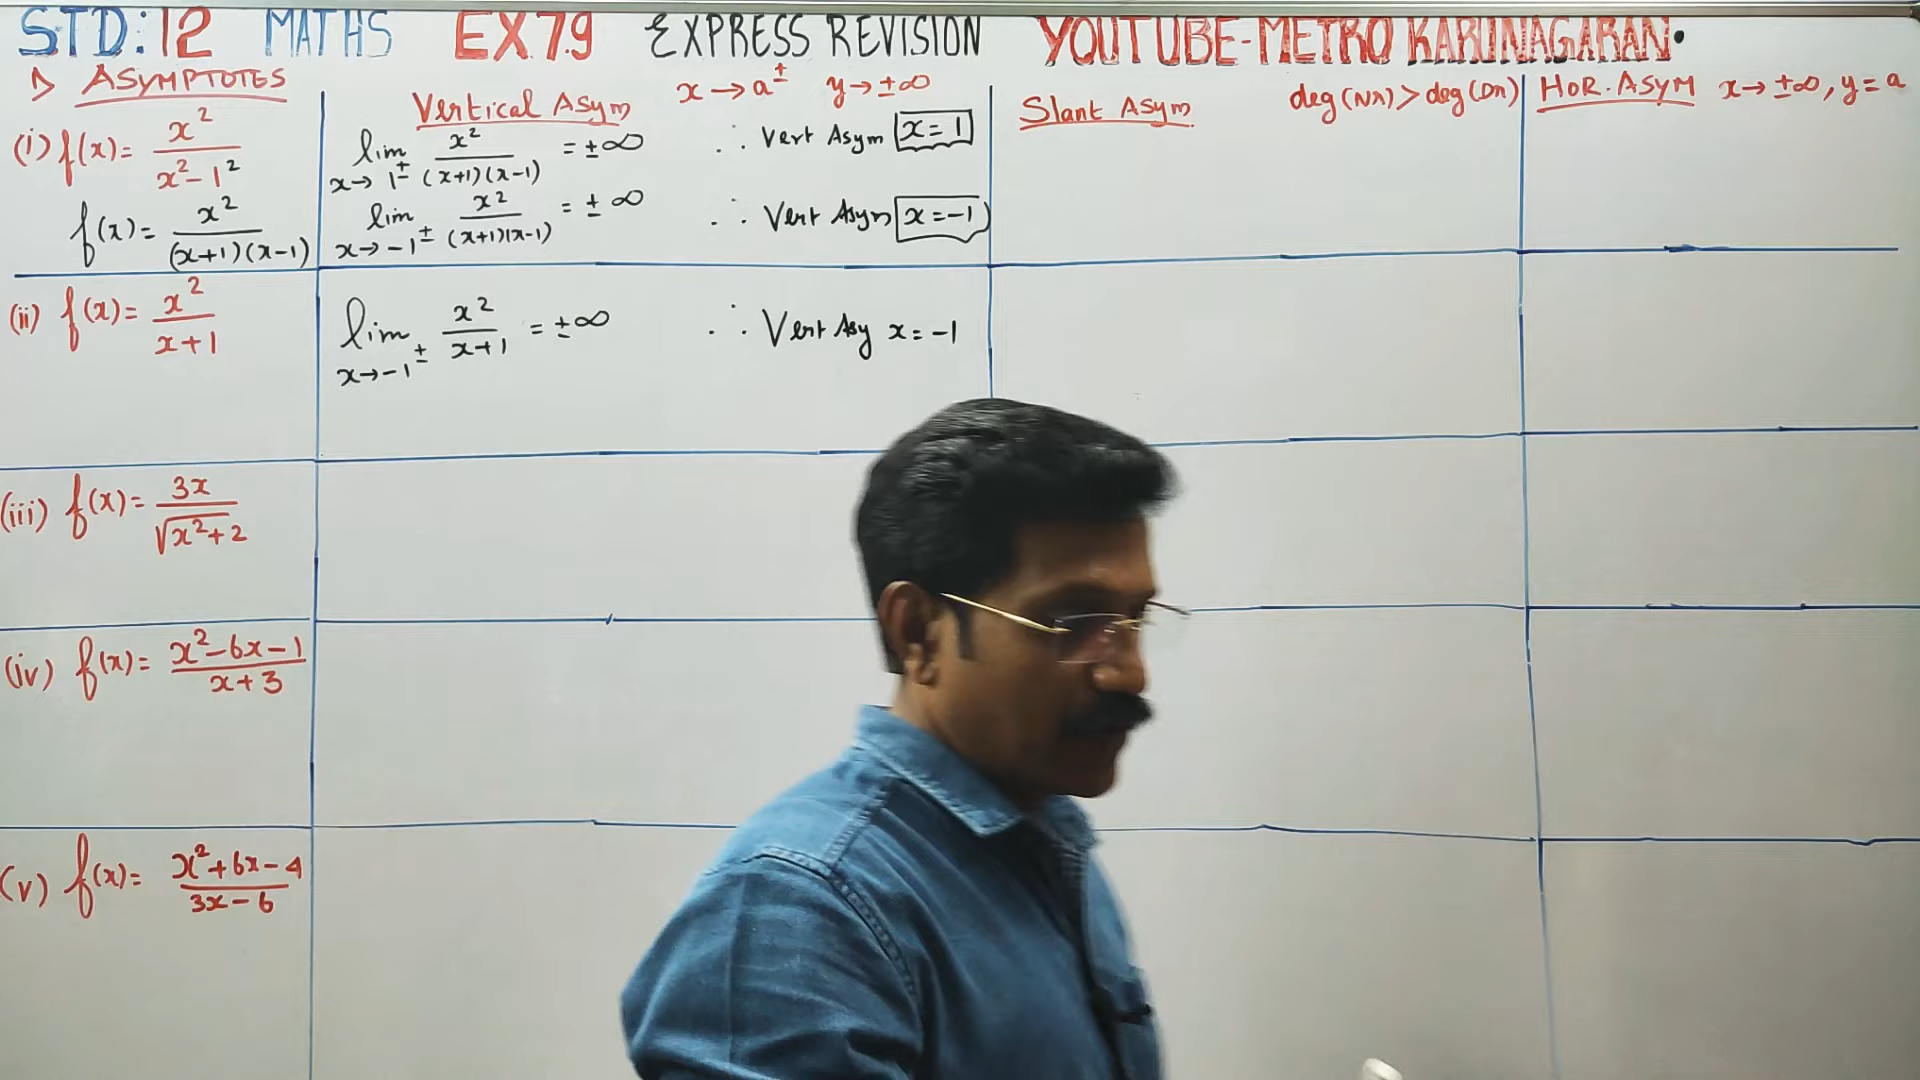 STD:12 MATHS EX 7.9 EXPRESS REVISION YOUTUBE-METRO KARUNAGARAN.
1) ASYMPTOTES
(i) f(x)= x²/(x²-1²)
f(x)= x²/((x+1)(x-1))
Vertical Asym x→a± y→±∞
lim x→1± x²/((x+1)(x-1)) = ±∞ ∴ Vert Asym x=1
lim x→-1± x²/((x+1)(x-1)) = ±∞ ∴ Vert Asym x=-1
Slant Asym deg(Nr)>deg(Dr)
HOR.ASYM x→±∞, y=a
(ii) f(x)= x²/(x+1)
lim x→-1± x²/(x+1) = ±∞ ∴ Vert Asy x=-1
(iii) f(x)= 3x/√(x²+2)
(iv) f(x)= (x²-6x-1)/(x+3)
(v) f(x)= (x²+6x-4)/(3x-6)